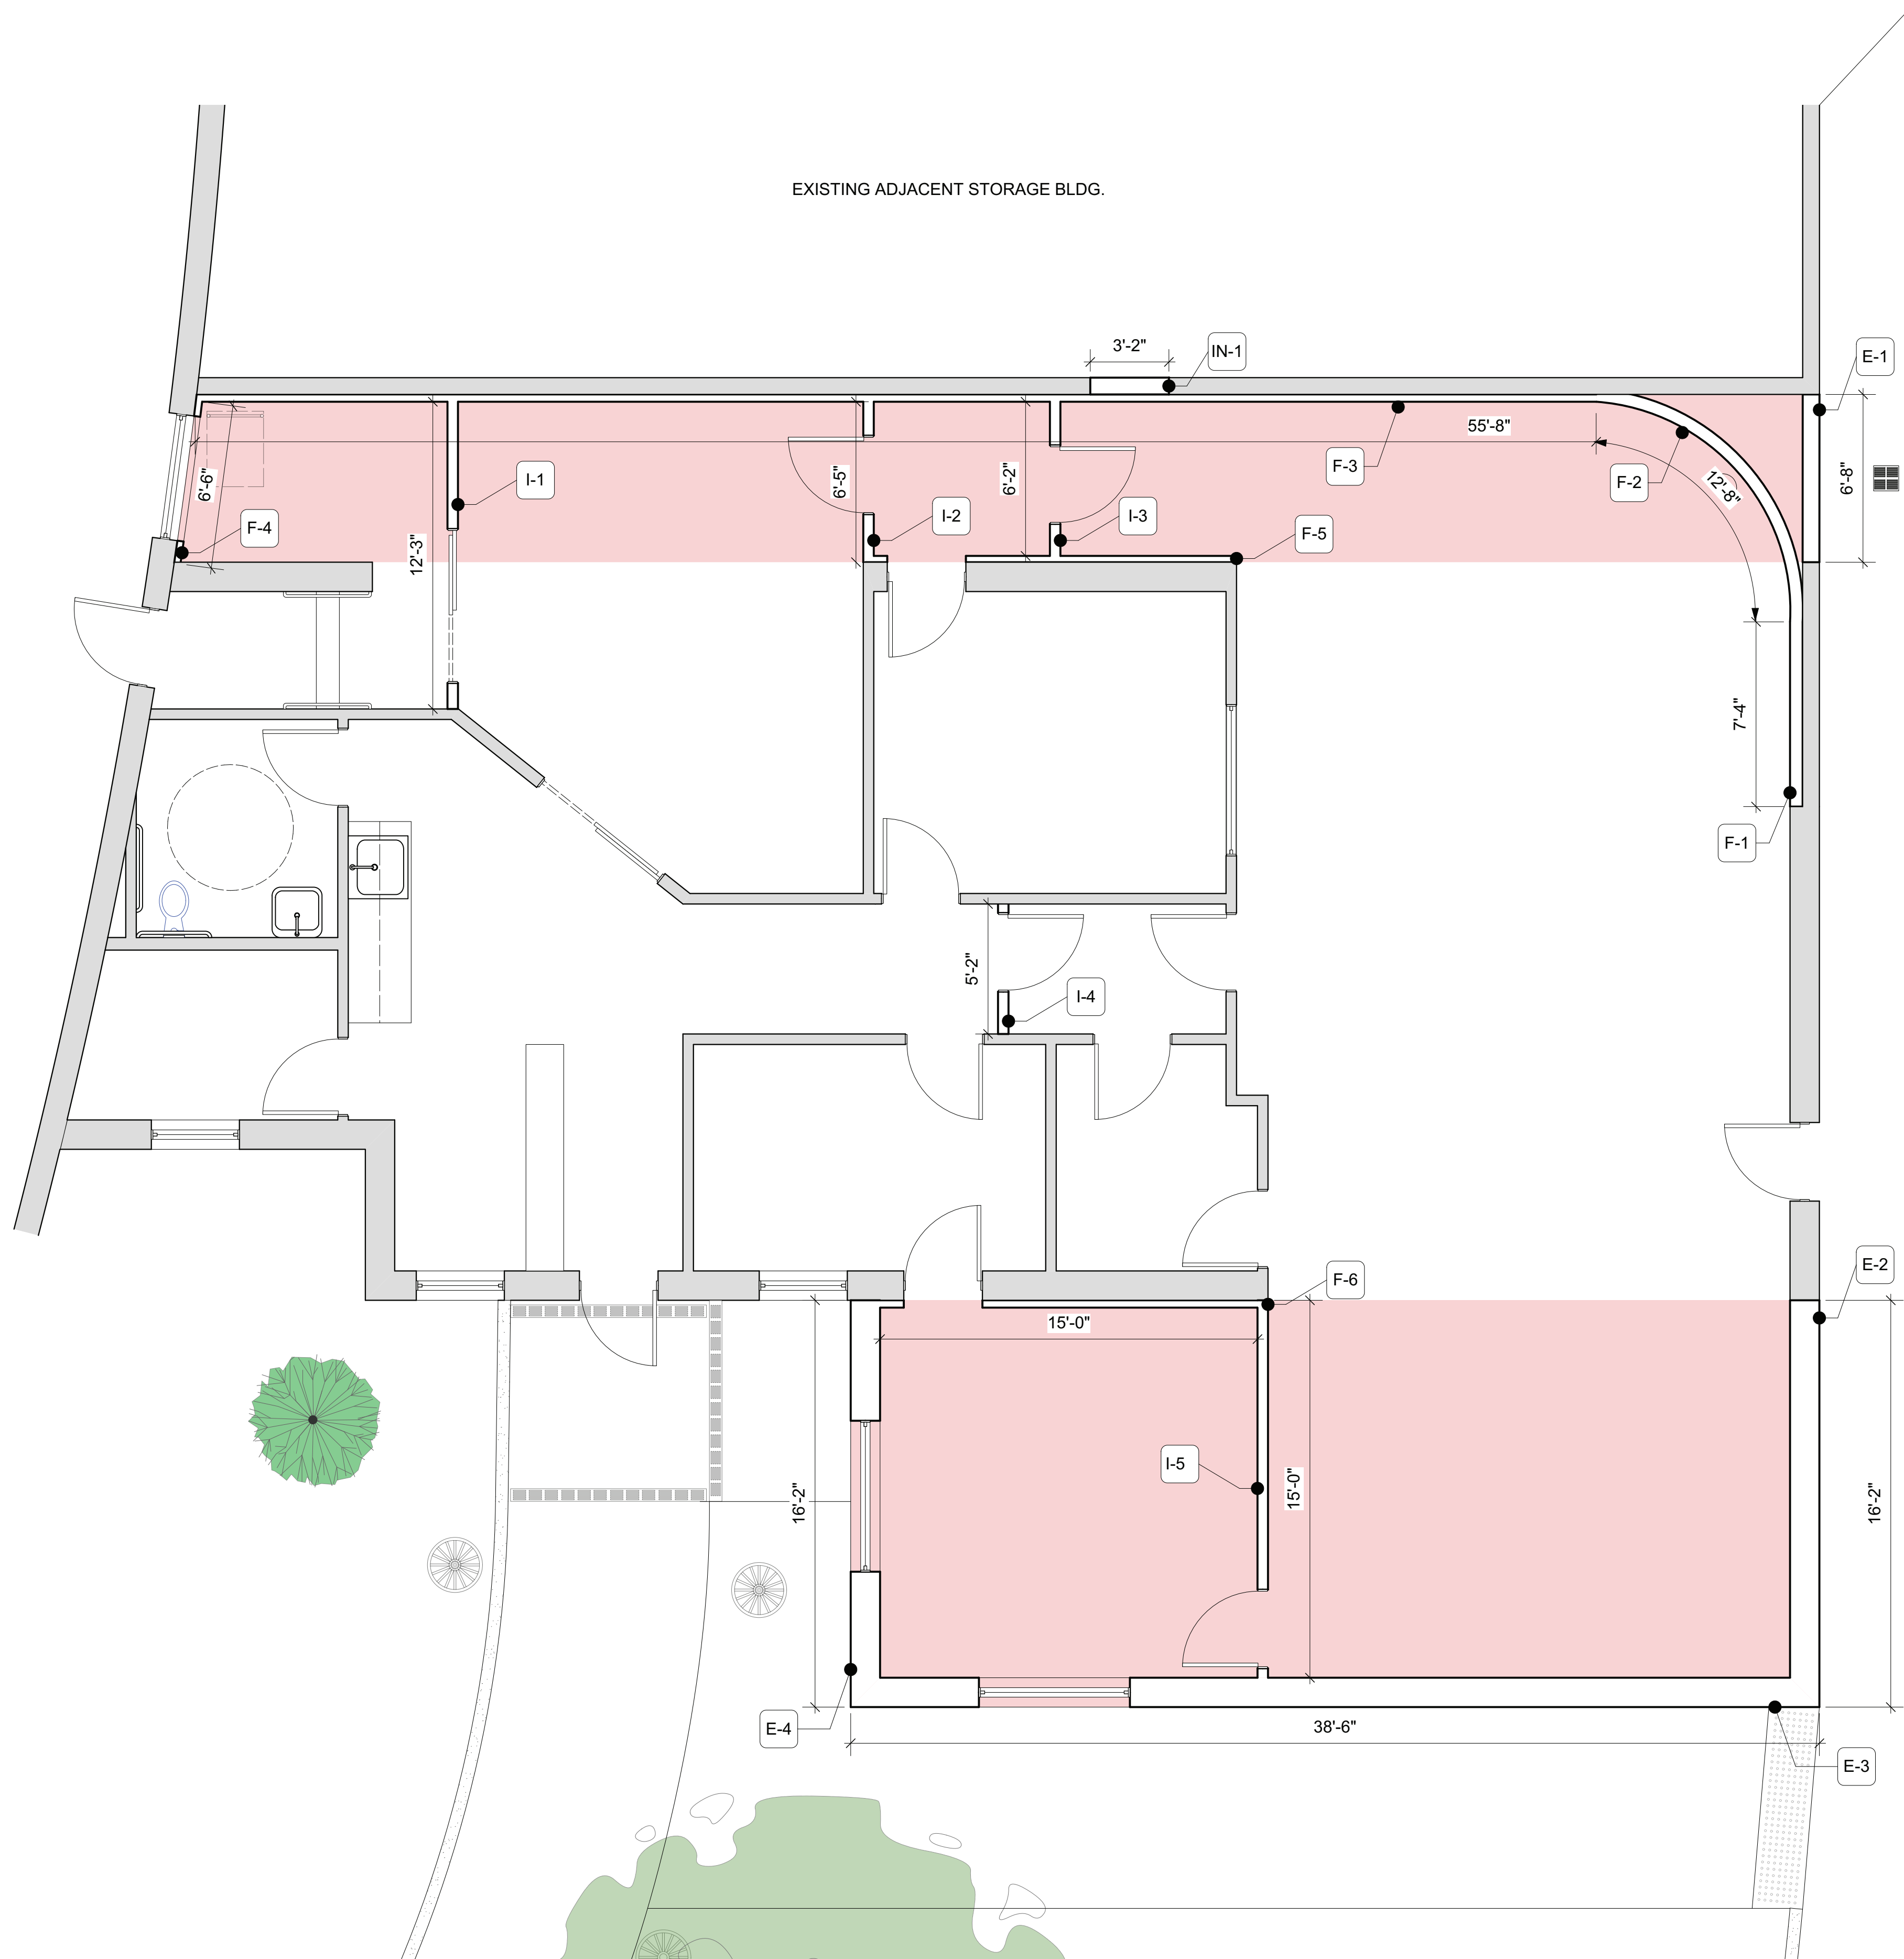 EXISTING ADJACENT STORAGE BLDG.
3'-2"
IN-1
E-1
55'-8"
F-3
F-2
12'-8"
6'-8"
6'-6"
I-1
6'-5"
6'-2"
F-4
I-2
I-3
F-5
12'-3"
7'-4"
F-1
5'-2"
I-4
E-2
F-6
15'-0"
I-5
15'-0"
16'-2"
16'-2"
E-4
38'-6"
E-3